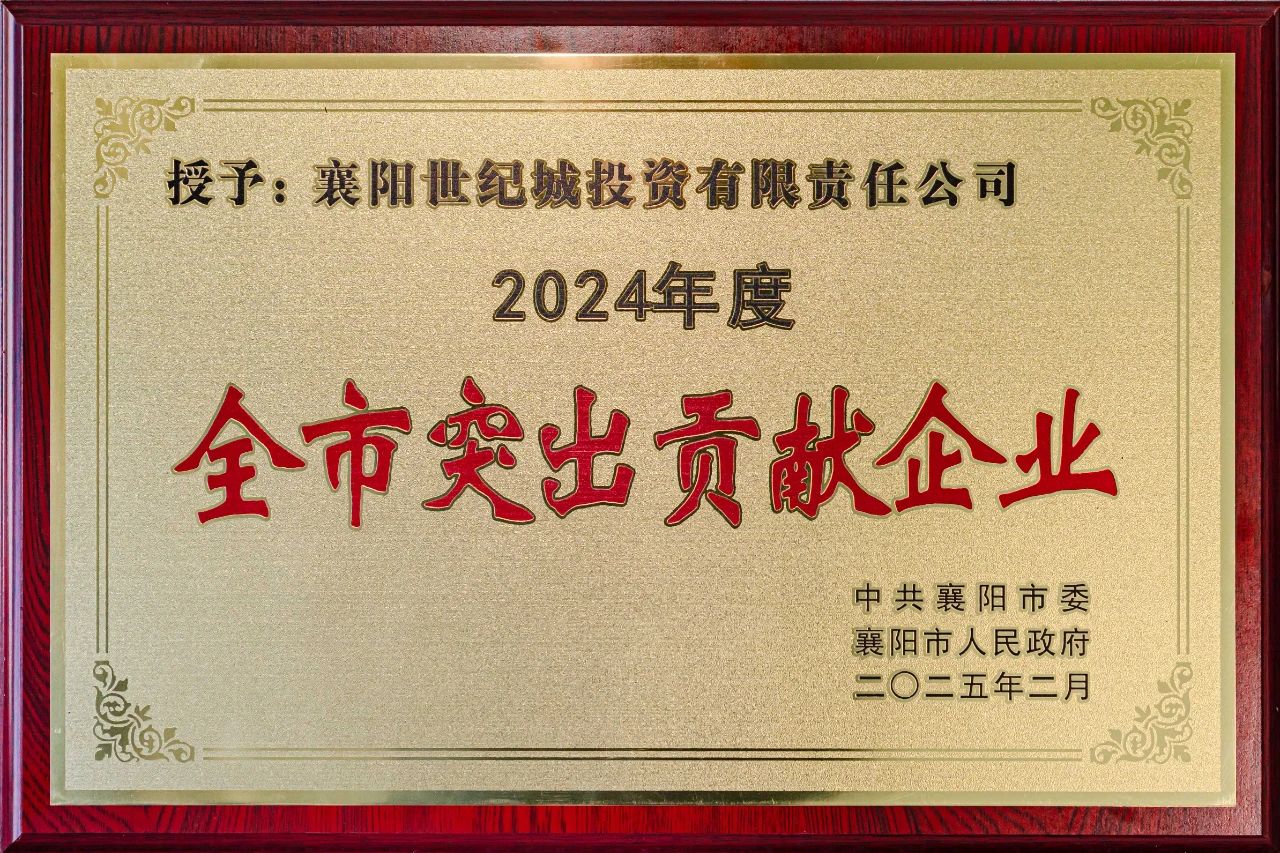 授予：襄阳世纪城投资有限责任公司
2024年度
全市突出贡献企业
中共襄阳市委
襄阳市人民政府
二〇二五年二月